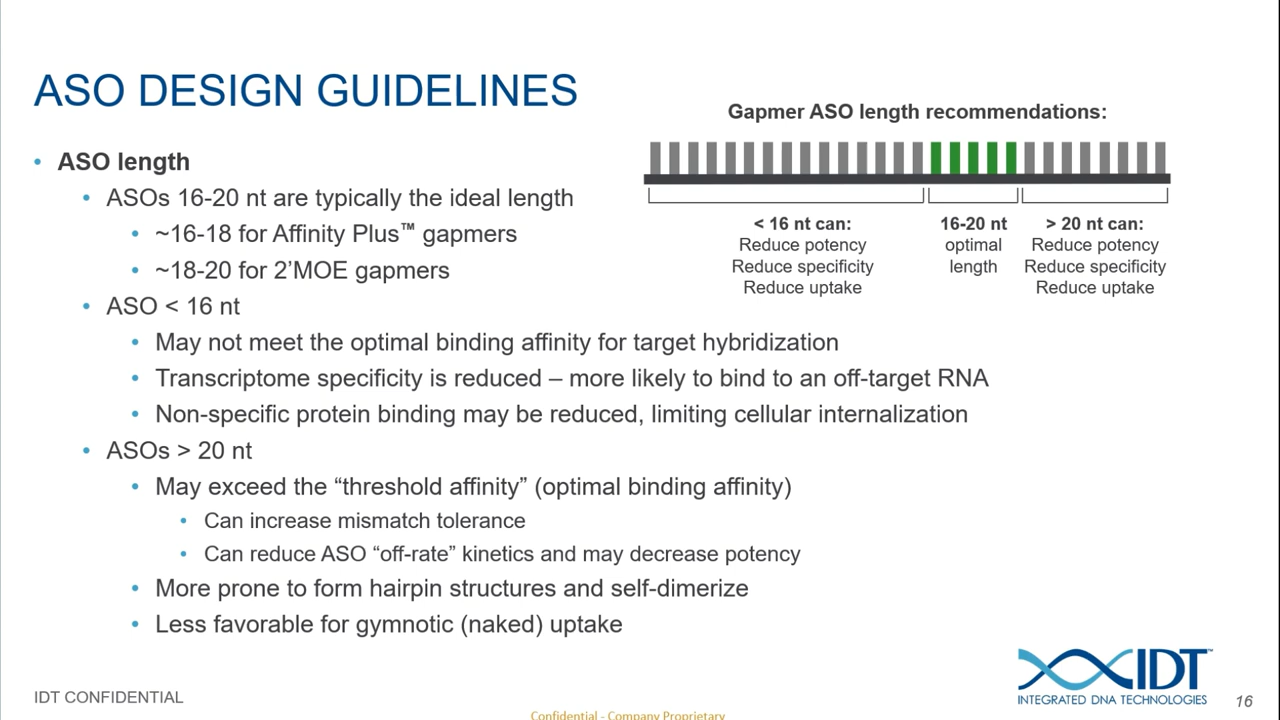 ASO DESIGN GUIDELINES
Gapmer ASO length recommendations:
< 16 nt can:
Reduce potency
Reduce specificity
Reduce uptake
16-20 nt
optimal
length
> 20 nt can:
Reduce potency
Reduce specificity
Reduce uptake
• ASO length
• ASOs 16-20 nt are typically the ideal length
• ~16-18 for Affinity Plus™ gapmers
• ~18-20 for 2’MOE gapmers
• ASO < 16 nt
• May not meet the optimal binding affinity for target hybridization
• Transcriptome specificity is reduced – more likely to bind to an off-target RNA
• Non-specific protein binding may be reduced, limiting cellular internalization
• ASOs > 20 nt
• May exceed the “threshold affinity” (optimal binding affinity)
• Can increase mismatch tolerance
• Can reduce ASO “off-rate” kinetics and may decrease potency
• More prone to form hairpin structures and self-dimerize
• Less favorable for gymnotic (naked) uptake
IDT™
INTEGRATED DNA TECHNOLOGIES
IDT CONFIDENTIAL
16
Confidential - Company Proprietary